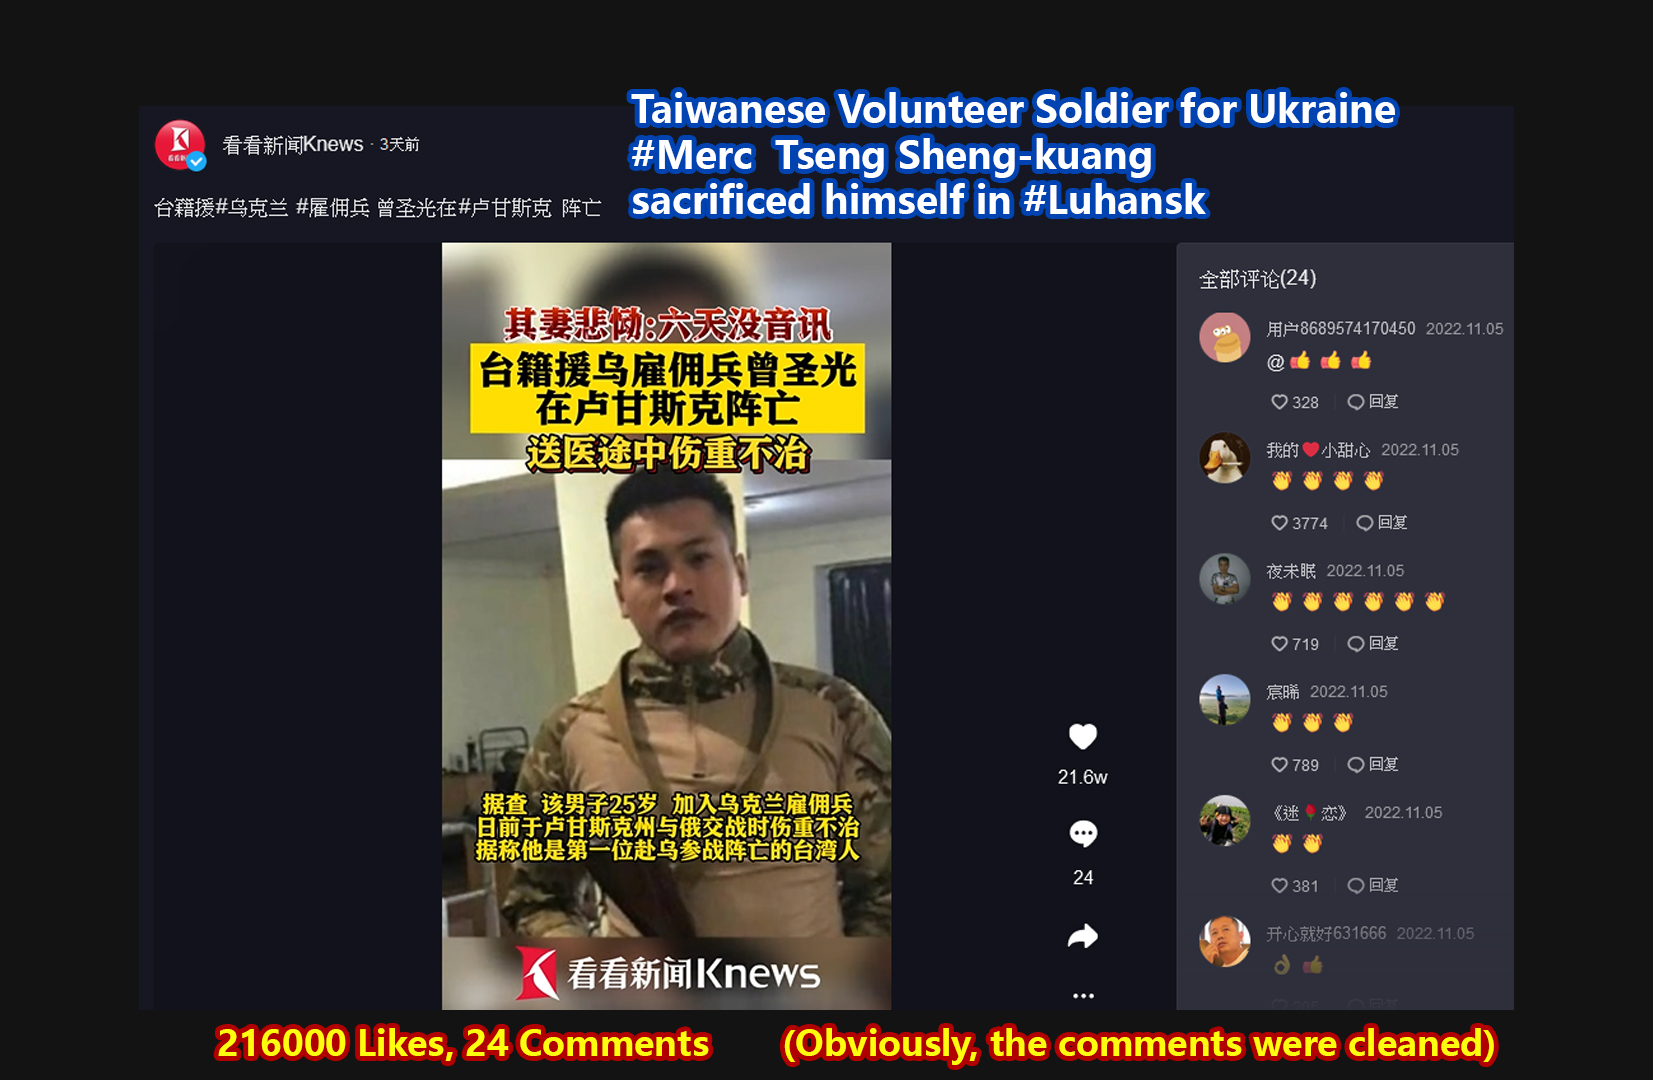 Taiwanese Volunteer Soldier for Ukraine
#Merc Tseng Sheng-kuang
sacrificed himself in #Luhansk
看看新闻Knews · 3天前
台籍援#乌克兰 #雇佣兵 曾圣光在#卢甘斯克 阵亡
其妻悲恸:六天没音讯
台籍援乌雇佣兵曾圣光
在卢甘斯克阵亡
送医途中伤重不治
据查 该男子25岁 加入乌克兰雇佣兵
日前于卢甘斯克州与俄交战时伤重不治
据称他是第一位赴乌参战阵亡的台湾人
看看新闻Knews
21.6w
24
全部评论(24)
用户8689574170450 2022.11.05
@👍👍👍
328 回复
我的❤️小甜心 2022.11.05
👏👏👏👏
3774 回复
夜未眠 2022.11.05
👏👏👏👏👏👏
719 回复
宸晞 2022.11.05
👏👏👏
789 回复
《迷🌹恋》 2022.11.05
👏👏
381 回复
开心就好631666 2022.11.05
👌👍
216000 Likes, 24 Comments (Obviously, the comments were cleaned)